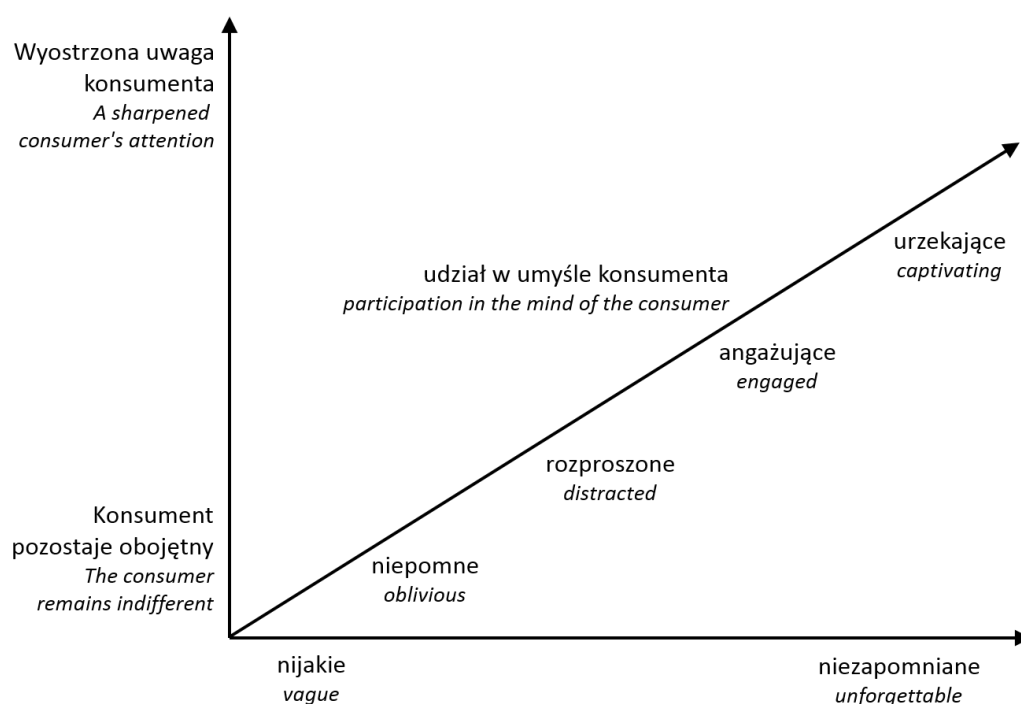 Wyostrzona uwaga
konsumenta
A sharpened
consumer's attention
urzekające
captivating
udział w umyśle konsumenta
participation in the mind of the consumer
angażujące
engaged
rozproszone
distracted
Konsument
pozostaje obojętny
The consumer
remains indifferent
niepomne
oblivious
nijakie
vague
niezapomniane
unforgettable